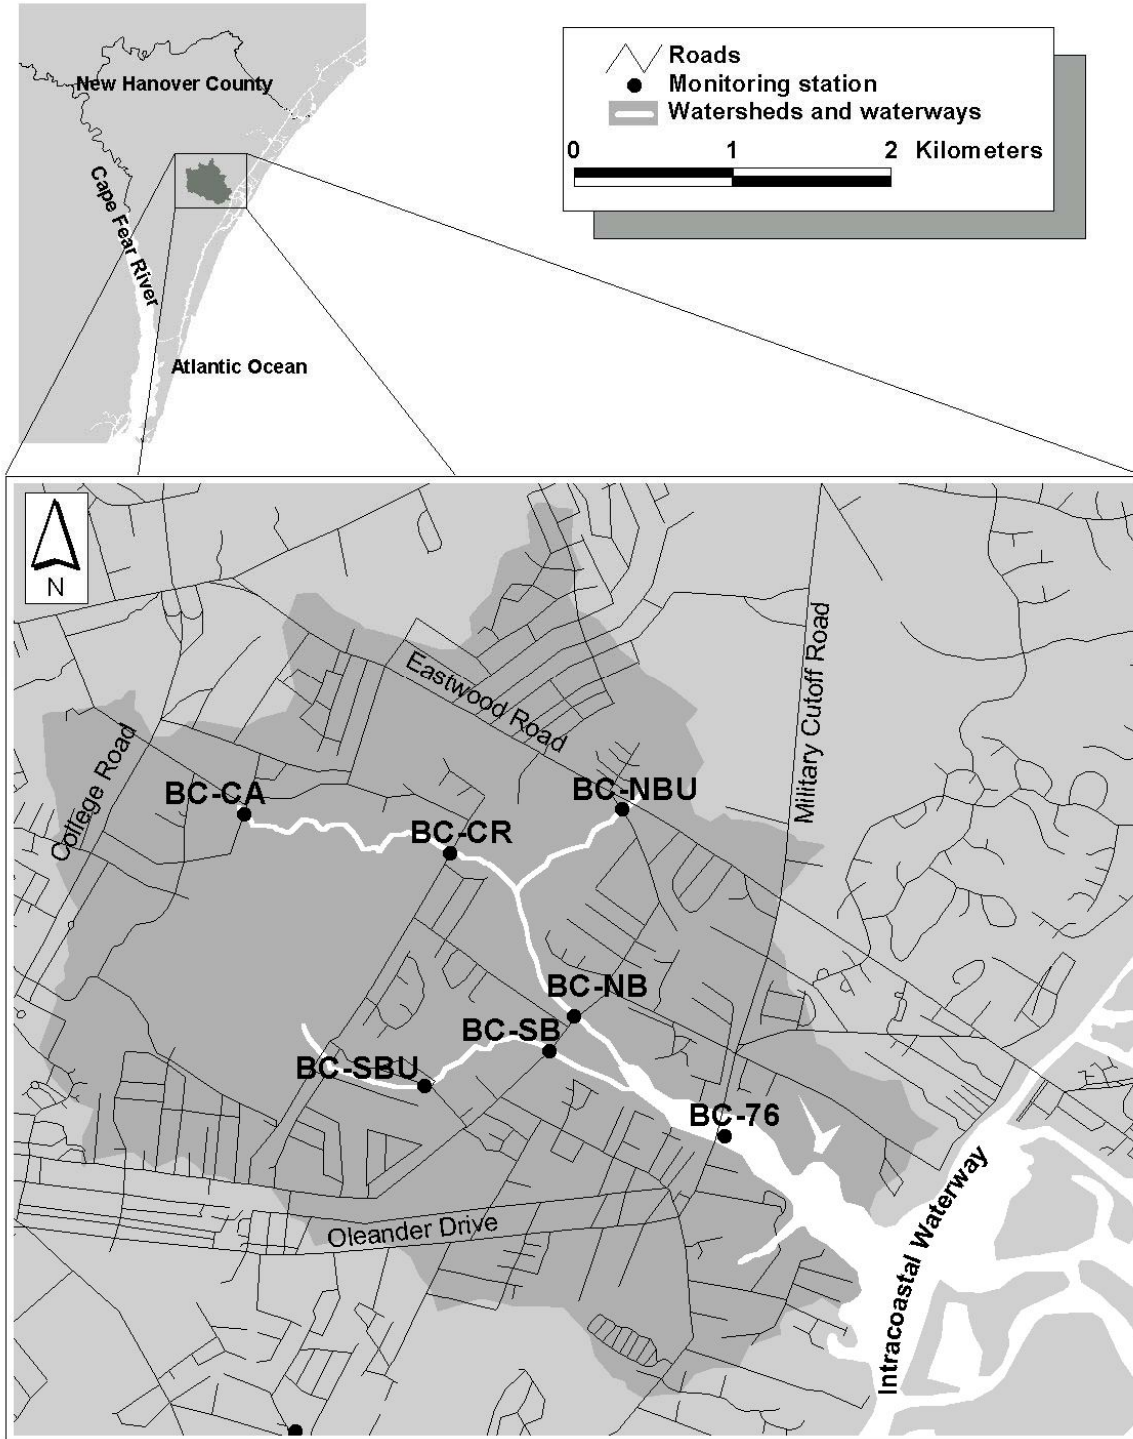 New Hanover County
Cape Fear River
Atlantic Ocean
Roads
Monitoring station
Watersheds and waterways
0 1 2 Kilometers
N
Eastwood Road
Military Cutoff Road
College Road
BC-CA
BC-NBU
BC-CR
BC-NB
BC-SB
BC-SBU
BC-76
Oleander Drive
Intracoastal Waterway